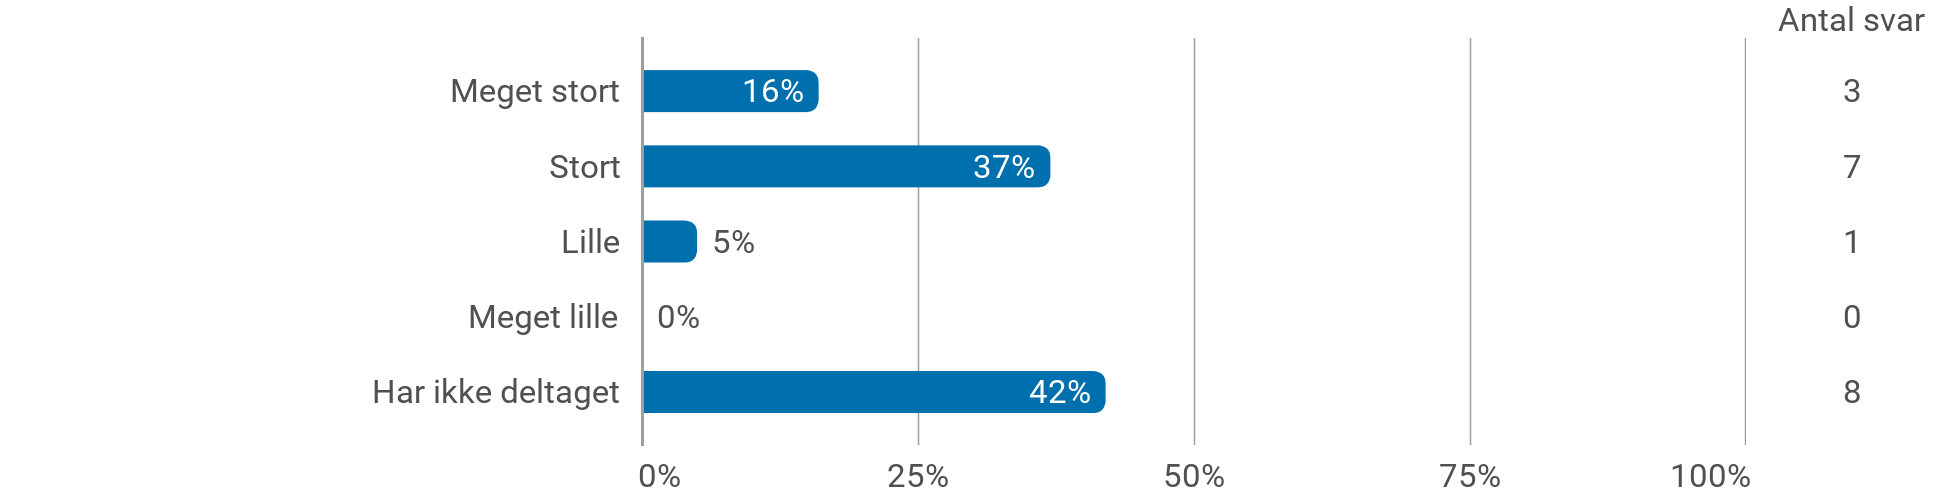 Antal svar
Meget stort 16% 3
Stort 37% 7
Lille 5% 1
Meget lille 0% 0
Har ikke deltaget 42% 8
0% 25% 50% 75% 100%